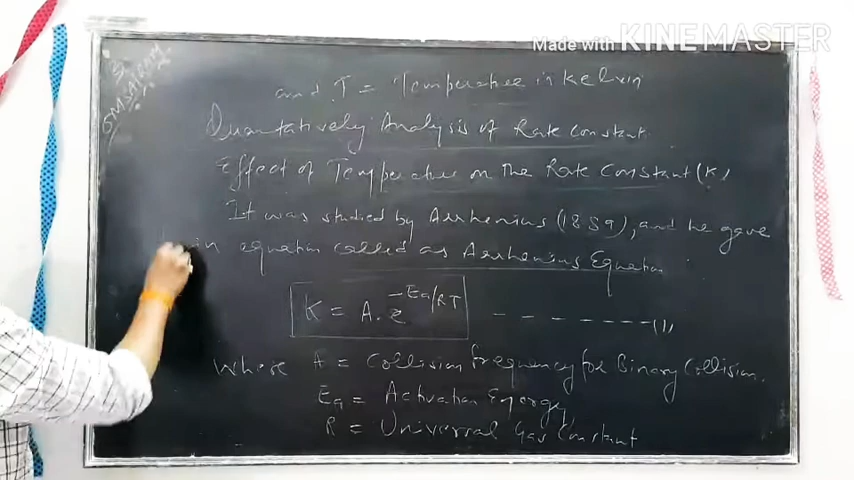 Made with KINEMASTER
and T = Temperature in Kelvin
Quantatively Analysis of Rate Constant
Effect of Temperature on the Rate Constant (K)
It was studied by Arrhenius (1889), and he gave
in equation called as Arrhenius Equation
K = A. e^-Ea/RT - - - - - - - - (1)
Where A = Collision frequency for Binary Collision.
Ea = Activation Energy
R = Universal Gas Constant